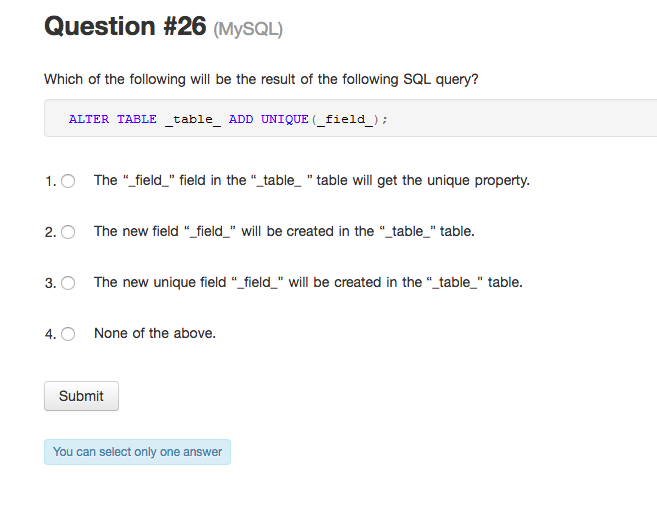 Question #26 (MySQL)
Which of the following will be the result of the following SQL query?
ALTER TABLE _table_ ADD UNIQUE(_field_);
1. The “_field_” field in the “_table_ ” table will get the unique property.
2. The new field “_field_” will be created in the “_table_” table.
3. The new unique field “_field_" will be created in the “_table_” table.
4. None of the above.
Submit
You can select only one answer